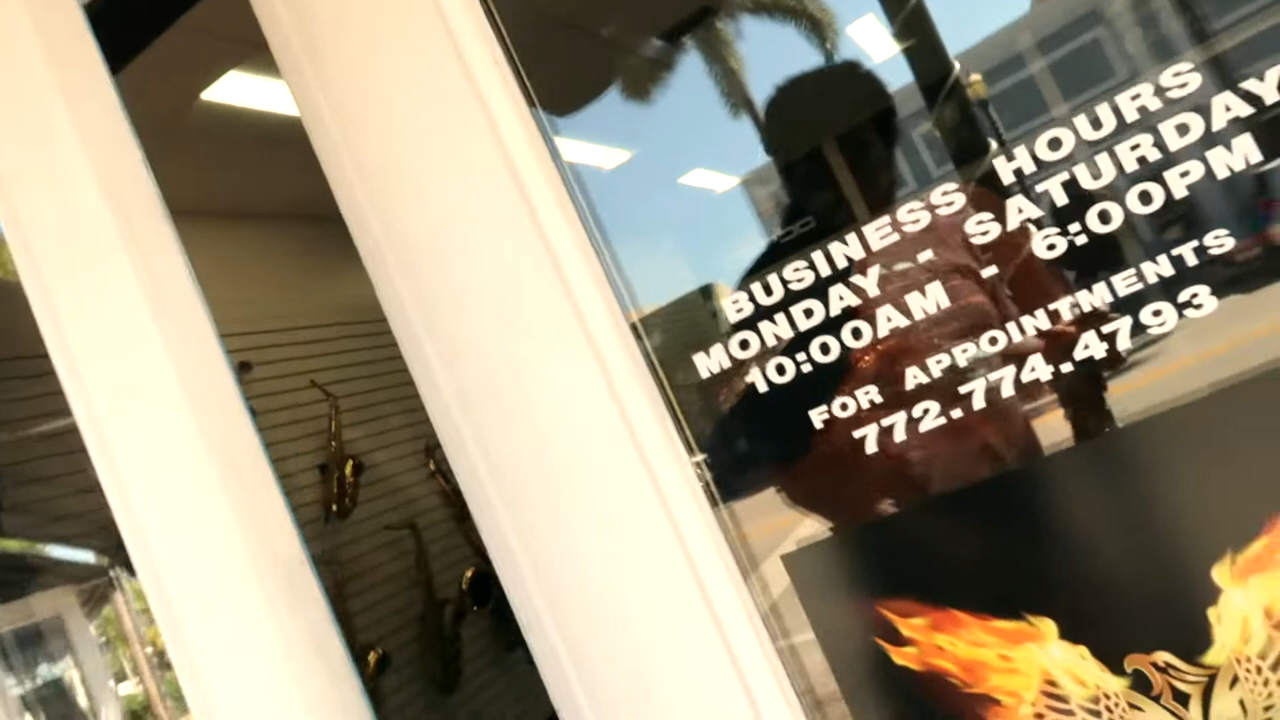 BUSINESS HOURS
MONDAY - SATURDAY
10:00AM - 6:00PM
FOR APPOINTMENTS
772.774.4793